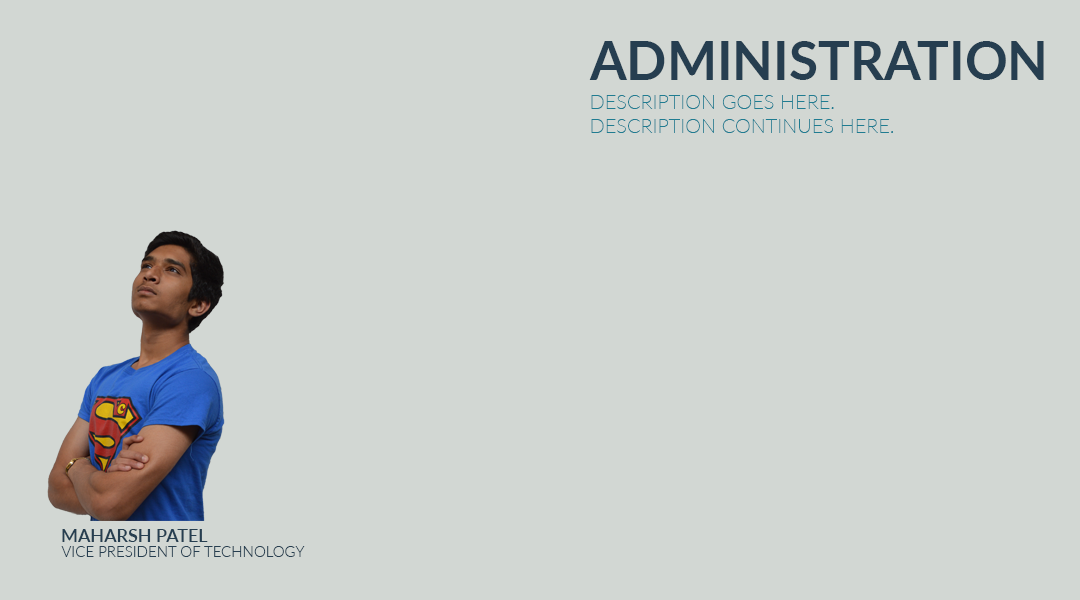 ADMINISTRATION
DESCRIPTION GOES HERE.
DESCRIPTION CONTINUES HERE.
MAHARSH PATEL
VICE PRESIDENT OF TECHNOLOGY